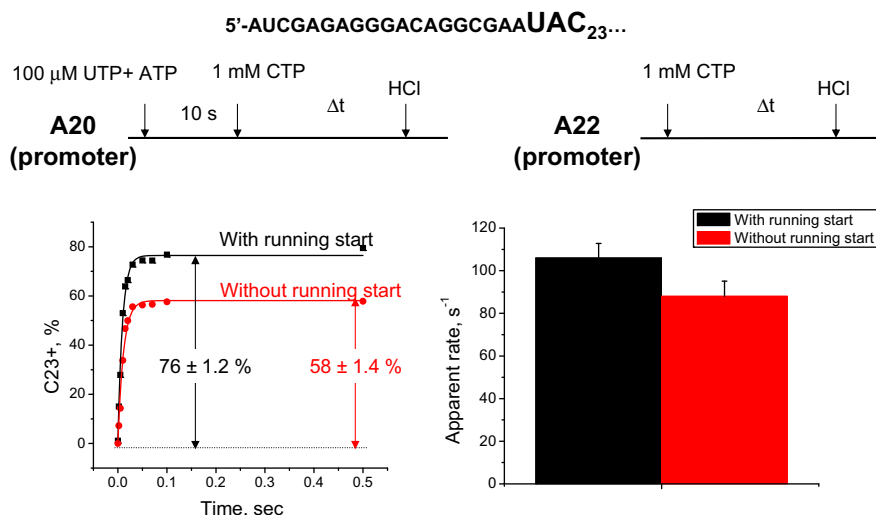 5'-AUCGAGAGGGACAGGCGAAUAC23...
100 μM UTP+ ATP
1 mM CTP
HCl
10 s
Δt
A20
(promoter)
1 mM CTP
HCl
Δt
A22
(promoter)
With running start
Without running start
76 ± 1.2 %
58 ± 1.4 %
C23+, %
80
60
40
20
0
0.0 0.1 0.2 0.3 0.4 0.5
Time, sec
With running start
Without running start
Apparent rate, s-1
120
100
80
60
40
20
0